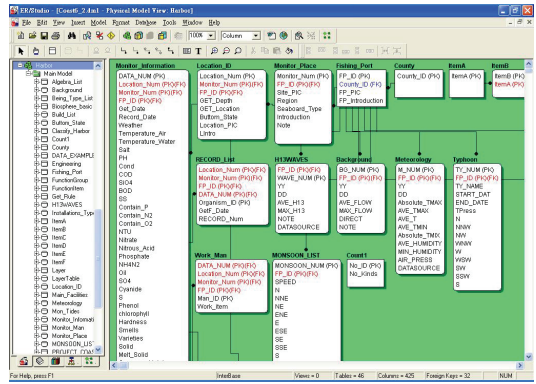 ER/Studio - [Const6_2.dm1 - Physical Model View, Harbor]
File Edit View Insert Model Format Database Tools Window Help
100% Column
Harbor
Main Model
Algebra_List
Background
Being_Type_List
Biosphere_basic
Build_List
Buttom_State
Classify_Harbor
Count1
County
DATA_EXAMPLE
Engineering
Fishing_Port
FunctionGroup
FunctionItem
Get_Rule
H13WAVES
Installations_Typ
ItemA
ItemB
ItemC
ItemD
ItemE
ItemF
Layer
LayerTable
Location_ID
Main_Facilities
Meteorology
Mon_Tides
Monitor_Informati
Monitor_Man
Monitor_Place
MONSOON_LIST
PROJECT_COAS
Monitor_Information
DATA_NUM (PK)
Location_Num (PK)(FK)
Monitor_Num (PK)(FK)
FP_ID (PK)(FK)
Get_Date
Record_Date
Weather
Temperature_Air
Temperature_Water
Salt
PH
Cond
COD
SiO4
BOD
SS
Contain_P
Contain_N2
Contain_O2
NTU
Nitrate
Nitrous_Acid
Phosphate
NH4N2
Oil
SO4
Cyanide
S
Phenol
chlorophyll
Hardness
Smells
Varieties
Solid
Melt_Solid
Location_ID
Location_Num (PK)
Monitor_Num (PK)(FK)
FP_ID (PK)(FK)
GET_Depth
GET_Location
Buttom_State
Location_PIC
LIntro
Monitor_Place
Monitor_Num (PK)
FP_ID (PK)(FK)
Site_PIC
Region
Seaboard_Type
Introduction
Note
Fishing_Port
FP_ID (PK)
County_ID (FK)
FP_PIC
FP_Introduction
County
County_ID (PK)
ItemA
ItemA (PK)
ItemB
ItemB (PK)
ItemA (PK)
RECORD_List
Location_Num (PK)(FK)
Monitor_Num (PK)(FK)
FP_ID (PK)(FK)
DATA_NUM (PK)(FK)
Organism_ID (PK)
GetF_Date
RECORD_Num
H13WAVES
FP_ID (PK)(FK)
WAVE_NUM (PK)
YY
DD
AVE_H13
MAX_H13
NOTE
DATASOURCE
Background
BG_NUM (PK)
FP_ID (PK)(FK)
YY
DD
AVE_FLOW
MAX_FLOW
DIRECT
NOTE
Meteorology
M_NUM (PK)
FP_ID (PK)(FK)
YY
DD
Absolute_TMAX
AVE_TMAX
AVE_T
AVE_TMIN
Absolute_TMIX
AVE_HUMIDITY
MIN_HUMIDITY
AIR_PRESS
DATASOURCE
Typhoon
TY_NUM (PK)
FP_ID (PK)(FK)
TY_NAME
START_DAT
END_DATE
TPress
N
NNW
NW
WNW
W
WSW
SW
SSW
S
Work_Man
DATA_NUM (PK)(FK)
Location_Num (PK)(FK)
Monitor_Num (PK)(FK)
FP_ID (PK)(FK)
Man_ID (PK)
Work_item
MONSOON_LIST
MONSOON_NUM (PK)
FP_ID (PK)(FK)
SPEED
N
NNE
NE
ENE
E
ESE
SE
SSE
S
Count1
No_ID (PK)
No_Kinds
For Help, press F1 InterBase Views = 0 Tables = 46 Columns = 425 Foreign Keys = 32 NUM